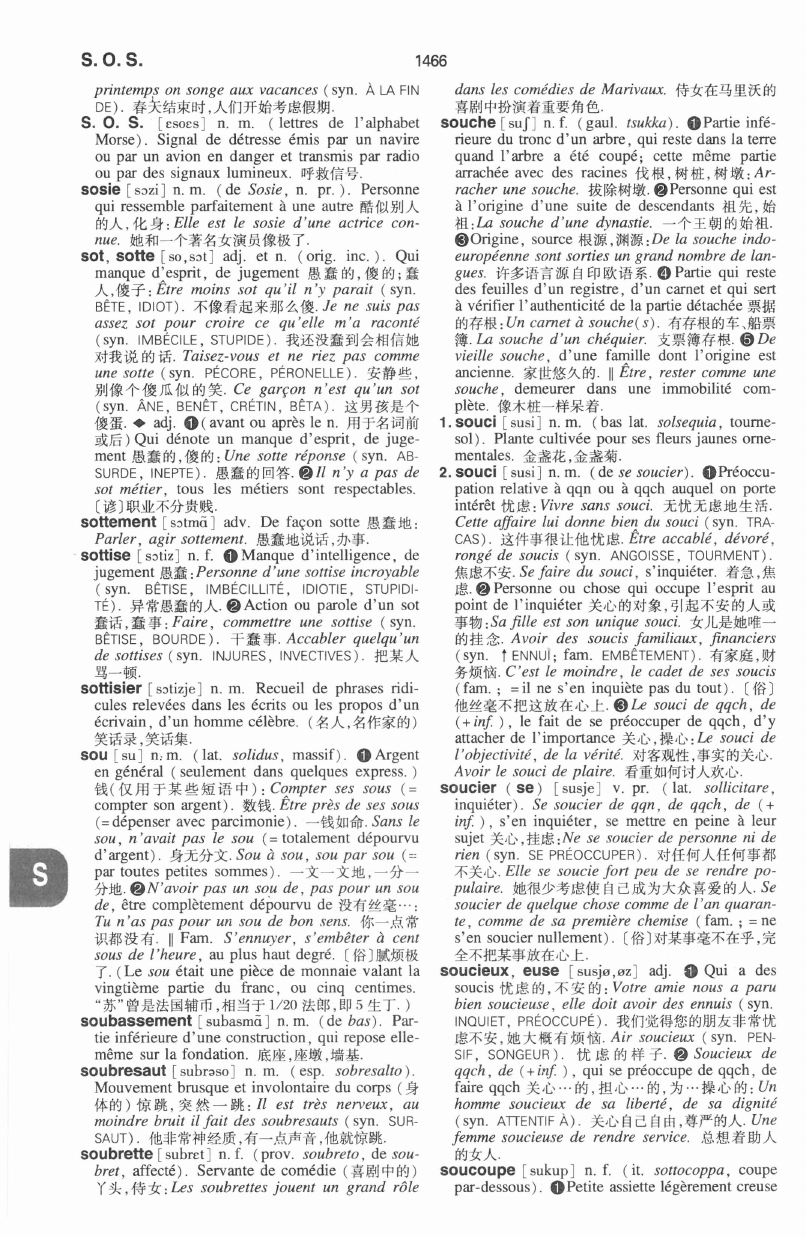 S. O. S.
1466
printemps on songe aux vacances (syn. À LA FIN
DE). 春天结束时,人们开始考虑假期.
S. O. S. [ɛsoɛs] n. m. (lettres de l'alphabet
Morse). Signal de détresse émis par un navire
ou par un avion en danger et transmis par radio
ou par des signaux lumineux. 呼救信号.
sosie [sɔzi] n. m. (de Sosie, n. pr.). Personne
qui ressemble parfaitement à une autre 酷似别人
的人,化身:Elle est le sosie d'une actrice con-
nue. 她和一个著名女演员像极了.
sot, sotte [so,sɔt] adj. et n. (orig. inc.). Qui
manque d'esprit, de jugement 愚蠢的,傻的;蠢
人,傻子:Être moins sot qu'il n'y parait (syn.
BÊTE, IDIOT). 不像看起来那么傻. Je ne suis pas
assez sot pour croire ce qu'elle m'a raconté
(syn. IMBÉCILE, STUPIDE). 我还没蠢到会相信她
对我说的话. Taisez-vous et ne riez pas comme
une sotte (syn. PÉCORE, PÉRONELLE). 安静些,
别像个傻瓜似的笑. Ce garçon n'est qu'un sot
(syn. ÂNE, BENÊT, CRÉTIN, BÊTA). 这男孩是个
傻蛋. ◆ adj. ❶(avant ou après le n. 用于名词前
或后) Qui dénote un manque d'esprit, de juge-
ment 愚蠢的,傻的:Une sotte réponse (syn. AB-
SURDE, INEPTE). 愚蠢的回答. ❷Il n'y a pas de
sot métier, tous les métiers sont respectables.
〔谚〕职业不分贵贱.
sottement [sɔtmã] adv. De façon sotte 愚蠢地:
Parler, agir sottement. 愚蠢地说话,办事.
sottise [sɔtiz] n. f. ❶Manque d'intelligence, de
jugement 愚蠢:Personne d'une sottise incroyable
(syn. BÊTISE, IMBÉCILLITÉ, IDIOTIE, STUPIDI-
TÉ). 异常愚蠢的人. ❷Action ou parole d'un sot
蠢话,蠢事:Faire, commettre une sottise (syn.
BÊTISE, BOURDE). 干蠢事. Accabler quelqu'un
de sottises (syn. INJURES, INVECTIVES). 把某人
骂一顿.
sottisier [sɔtizje] n. m. Recueil de phrases ridi-
cules relevées dans les écrits ou les propos d'un
écrivain, d'un homme célèbre. (名人,名作家的)
笑话录,笑话集.
sou [su] n. m. (lat. solidus, massif). ❶Argent
en général (seulement dans quelques express.)
钱(仅用于某些短语中):Compter ses sous (=
compter son argent). 数钱. Être près de ses sous
(=dépenser avec parcimonie). 一钱如命. Sans le
sou, n'avait pas le sou (= totalement dépourvu
d'argent). 身无分文. Sou à sou, sou par sou (=
par toutes petites sommes). 一文一文地,一分一
分地. ❷N'avoir pas un sou de, pas pour un sou
de, être complètement dépourvu de 没有丝毫…:
Tu n'as pas pour un sou de bon sens. 你一点常
识都没有. ‖ Fam. S'ennuyer, s'embêter à cent
sous de l'heure, au plus haut degré. 〔俗〕腻烦极
了. (Le sou était une pièce de monnaie valant la
vingtième partie du franc, ou cinq centimes.
“苏”曾是法国辅币,相当于1/20 法郎,即 5 生丁.)
soubassement [subasmã] n. m. (de bas). Par-
tie inférieure d'une construction, qui repose elle-
même sur la fondation. 底座,座墩,墙基.
soubresaut [subrəso] n. m. (esp. sobresalto).
Mouvement brusque et involontaire du corps (身
体的) 惊跳,突然一跳:Il est très nerveux, au
moindre bruit il fait des soubresauts (syn. SUR-
SAUT). 他非常神经质,有一点声音,他就惊跳.
soubrette [subrɛt] n. f. (prov. soubreto, de sou-
bret, affecté). Servante de comédie (喜剧中的)
丫头,侍女:Les soubrettes jouent un grand rôle
dans les comédies de Marivaux. 侍女在马里沃的
喜剧中扮演着重要角色.
souche [suʃ] n. f. (gaul. tsukka). ❶Partie infé-
rieure du tronc d'un arbre, qui reste dans la terre
quand l'arbre a été coupé; cette même partie
arrachée avec des racines 伐根,树桩,树墩:Ar-
racher une souche. 拔除树墩. ❷Personne qui est
à l'origine d'une suite de descendants 祖先,始
祖:La souche d'une dynastie. 一个王朝的始祖.
❸Origine, source 根源,渊源:De la souche indo-
européenne sont sorties un grand nombre de lan-
gues. 许多语言源自印欧语系. ❹Partie qui reste
des feuilles d'un registre, d'un carnet et qui sert
à vérifier l'authenticité de la partie détachée 票据
的存根:Un carnet à souche(s). 有存根的车、船票
簿. La souche d'un chéquier. 支票簿存根. ❺De
vieille souche, d'une famille dont l'origine est
ancienne. 家世悠久的. ‖ Être, rester comme une
souche, demeurer dans une immobilité com-
plète. 像木桩一样呆着.
1. souci [susi] n. m. (bas lat. solsequia, tourne-
sol). Plante cultivée pour ses fleurs jaunes orne-
mentales. 金盏花,金盏菊.
2. souci [susi] n. m. (de se soucier). ❶Préoccu-
pation relative à qqn ou à qqch auquel on porte
intérêt 忧虑:Vivre sans souci. 无忧无虑地生活.
Cette affaire lui donne bien du souci (syn. TRA-
CAS). 这件事很让他忧虑. Être accablé, dévoré,
rongé de soucis (syn. ANGOISSE, TOURMENT).
焦虑不安. Se faire du souci, s'inquiéter. 着急,焦
虑. ❷Personne ou chose qui occupe l'esprit au
point de l'inquiéter 关心的对象,引起不安的人或
事物:Sa fille est son unique souci. 女儿是她唯一
的挂念. Avoir des soucis familiaux, financiers
(syn. ↑ENNUI; fam. EMBÊTEMENT). 有家庭,财
务烦恼. C'est le moindre, le cadet de ses soucis
(fam. ; =il ne s'en inquiète pas du tout). 〔俗〕
他丝毫不把这放在心上. ❸Le souci de qqch, de
(+inf.), le fait de se préoccuper de qqch, d'y
attacher de l'importance 关心,操心:Le souci de
l'objectivité, de la vérité. 对客观性,事实的关心.
Avoir le souci de plaire. 看重如何讨人欢心.
soucier (se) [susje] v. pr. (lat. sollicitare,
inquiéter). Se soucier de qqn, de qqch, de (+
inf.), s'en inquiéter, se mettre en peine à leur
sujet 关心,挂虑:Ne se soucier de personne ni de
rien (syn. SE PRÉOCCUPER). 对任何人任何事都
不关心. Elle se soucie fort peu de se rendre po-
pulaire. 她很少考虑使自己成为大众喜爱的人. Se
soucier de quelque chose comme de l'an quaran-
te, comme de sa première chemise (fam. ; = ne
s'en soucier nullement). 〔俗〕对某事毫不在乎,完
全不把某事放在心上.
soucieux, euse [susjø,øz] adj. ❶ Qui a des
soucis 忧虑的,不安的:Votre amie nous a paru
bien soucieuse, elle doit avoir des ennuis (syn.
INQUIET, PRÉOCCUPÉ). 我们觉得您的朋友非常忧
虑不安,她大概有烦恼. Air soucieux (syn. PEN-
SIF, SONGEUR). 忧虑的样子. ❷ Soucieux de
qqch, de (+inf.), qui se préoccupe de qqch, de
faire qqch 关心…的,担心…的,为…操心的:Un
homme soucieux de sa liberté, de sa dignité
(syn. ATTENTIF À). 关心自己自由,尊严的人. Une
femme soucieuse de rendre service. 总想着助人
的女人.
soucoupe [sukup] n. f. (it. sottocoppa, coupe
par-dessous). ❶Petite assiette légèrement creuse
S